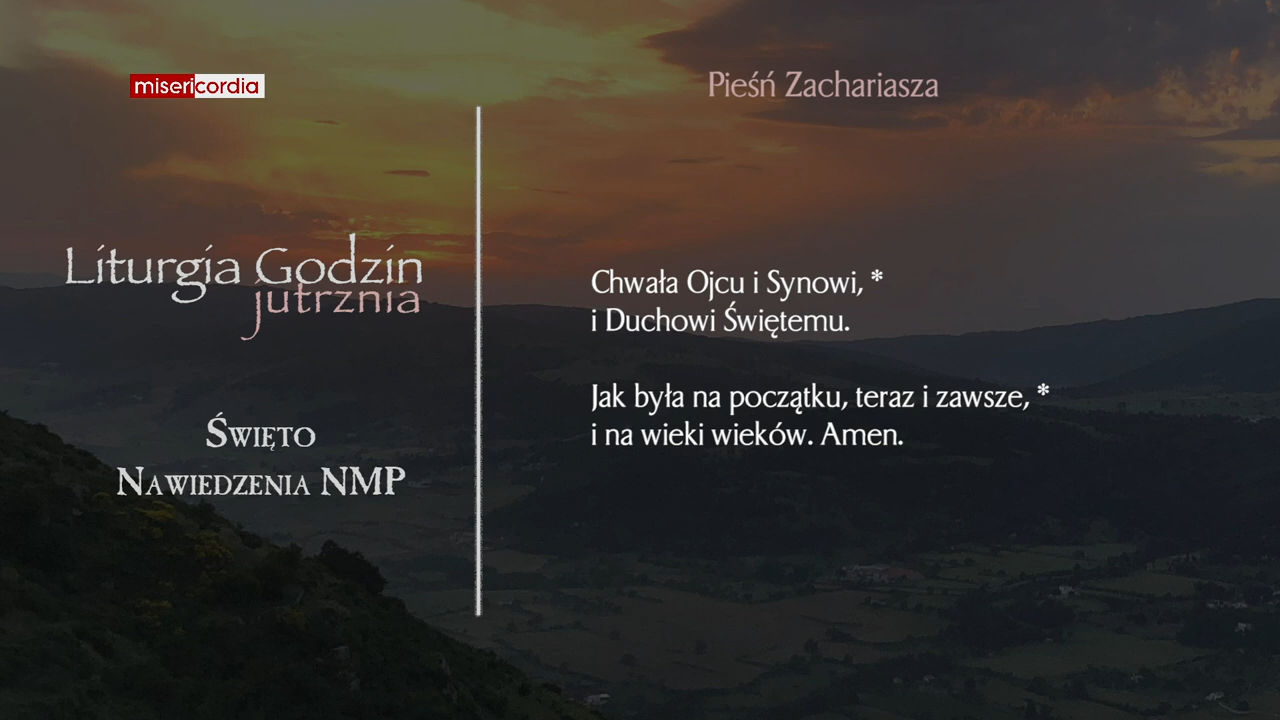 misericordia
Liturgia Godzin
jutrznia
Święto
Nawiedzenia NMP
Pieśń Zachariasza
Chwała Ojcu i Synowi, *
i Duchowi Świętemu.
Jak była na początku, teraz i zawsze, *
i na wieki wieków. Amen.